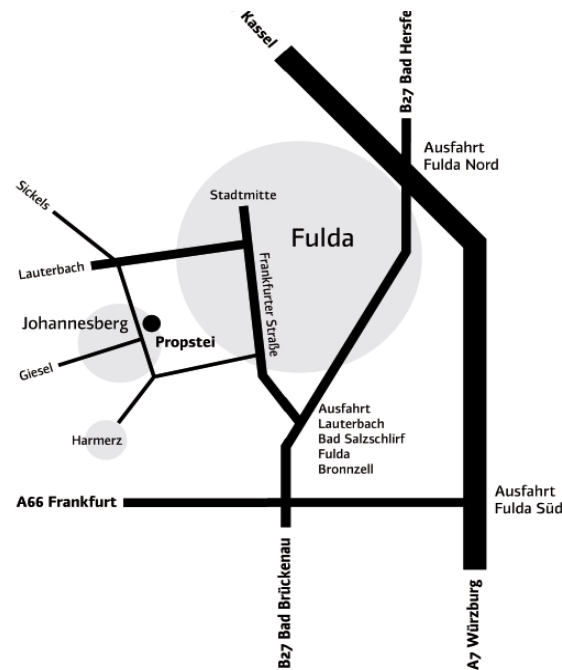 Kassel
B27 Bad Hersfe
Ausfahrt
Fulda Nord
Sickels
Stadtmitte
Fulda
Lauterbach
Frankfurter Straße
Johannesberg
Propstei
Giesel
Harmerz
Ausfahrt
Lauterbach
Bad Salzschlirf
Fulda
Bronnzell
A66 Frankfurt
Ausfahrt
Fulda Süd
B27 Bad Brückenau
A7 Würzburg